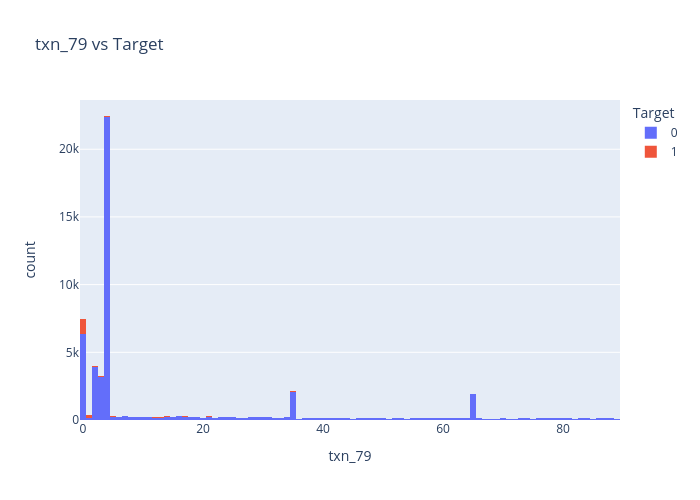 txn_79 vs Target
Target
0
1
20k
15k
10k
5k
0
count
0 20 40 60 80
txn_79